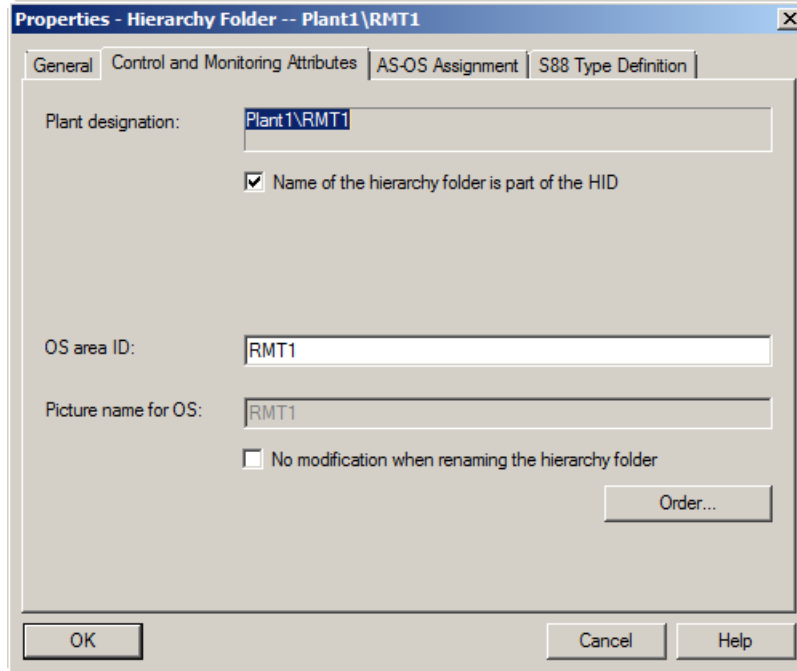 Properties - Hierarchy Folder -- Plant1\RMT1
General Control and Monitoring Attributes AS-OS Assignment S88 Type Definition
Plant designation: Plant1\RMT1
Name of the hierarchy folder is part of the HID
OS area ID: RMT1
Picture name for OS: RMT1
No modification when renaming the hierarchy folder
Order...
OK Cancel Help